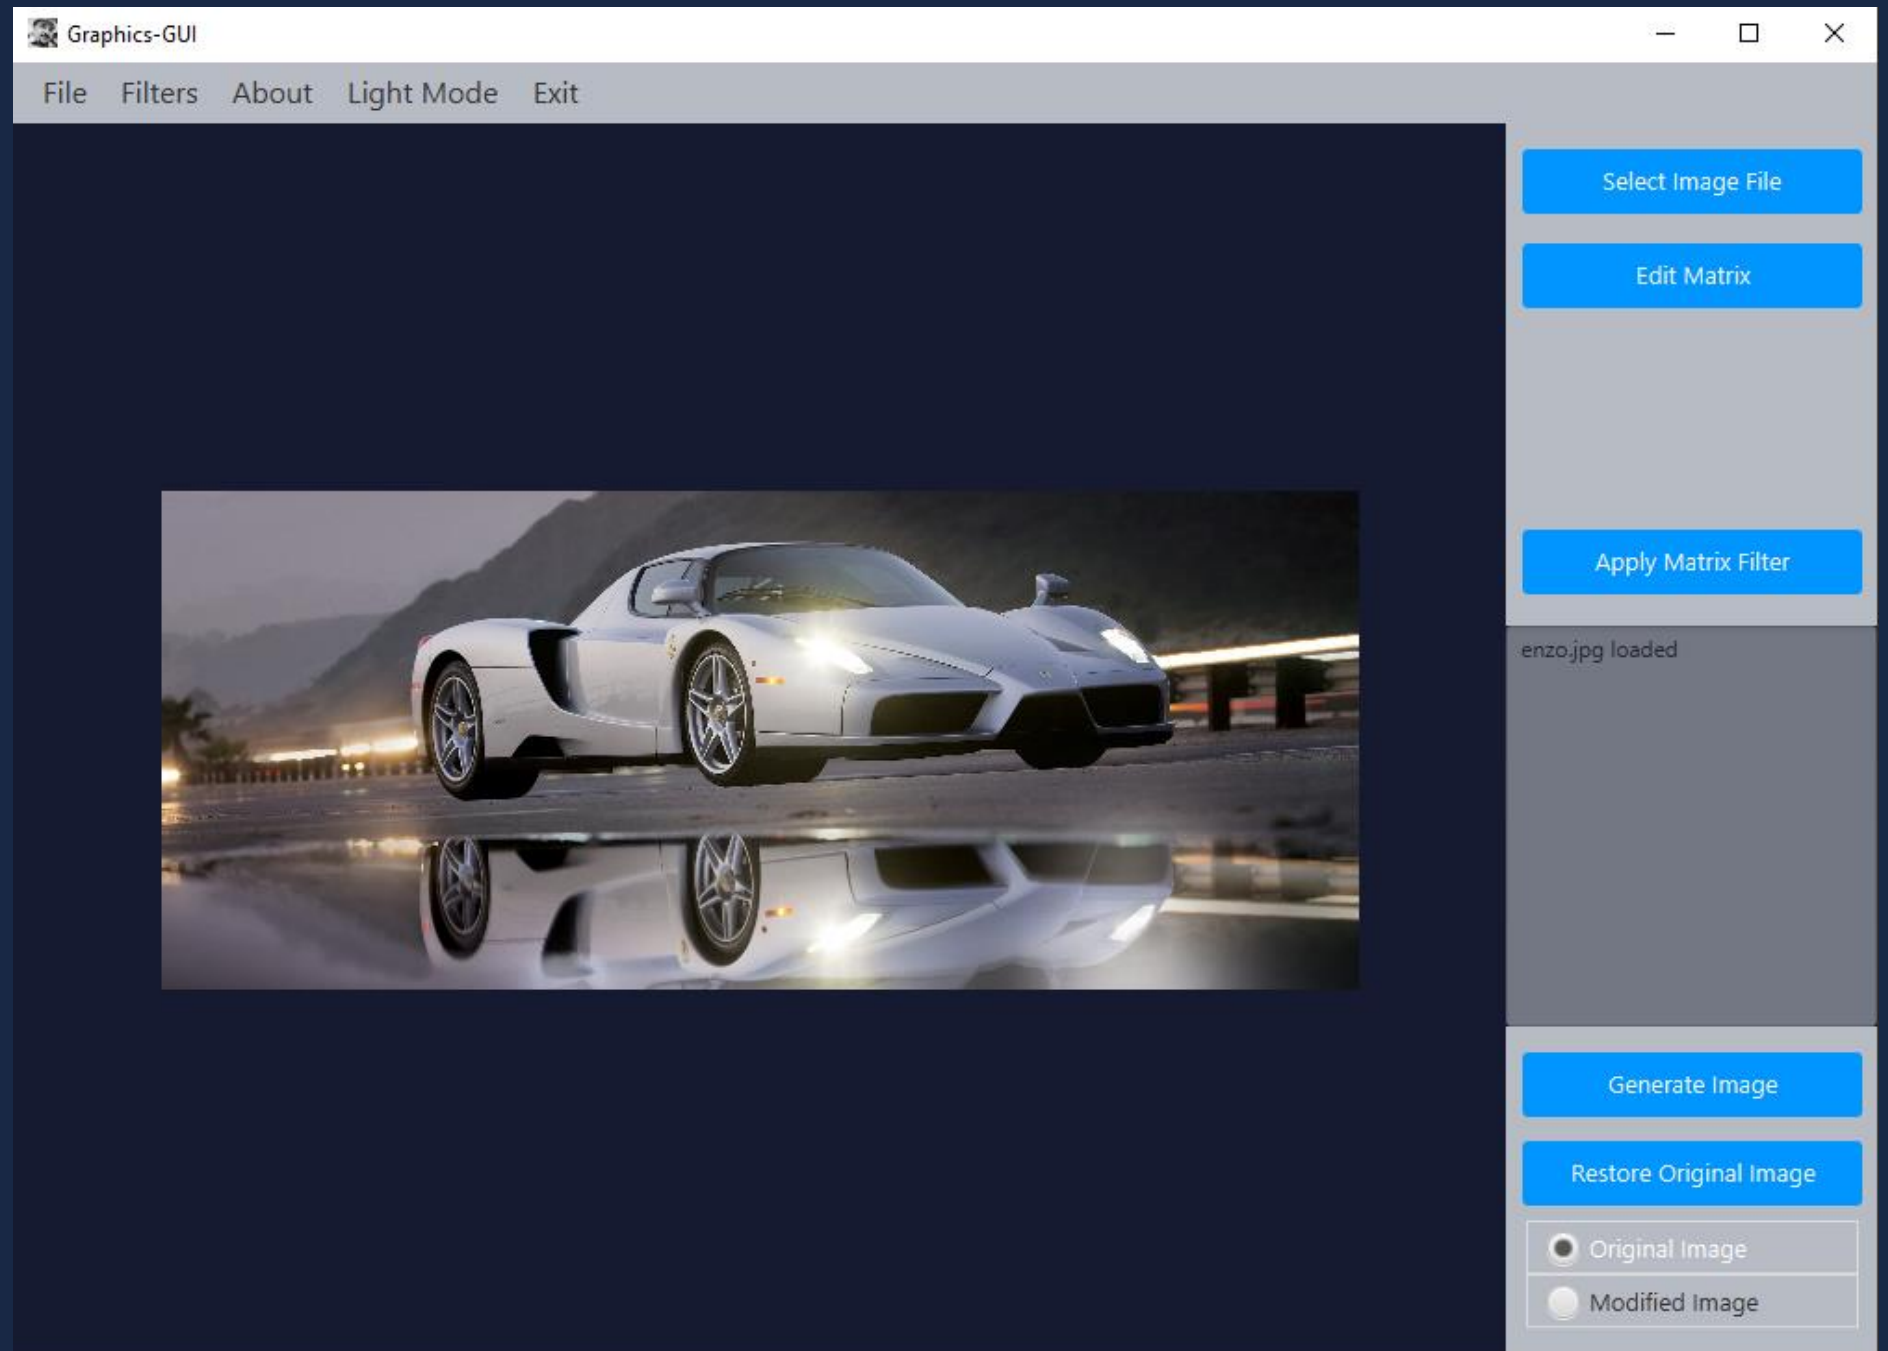 Graphics-GUI
File Filters About Light Mode Exit
Select Image File
Edit Matrix
Apply Matrix Filter
enzo.jpg loaded
Generate Image
Restore Original Image
Original Image
Modified Image